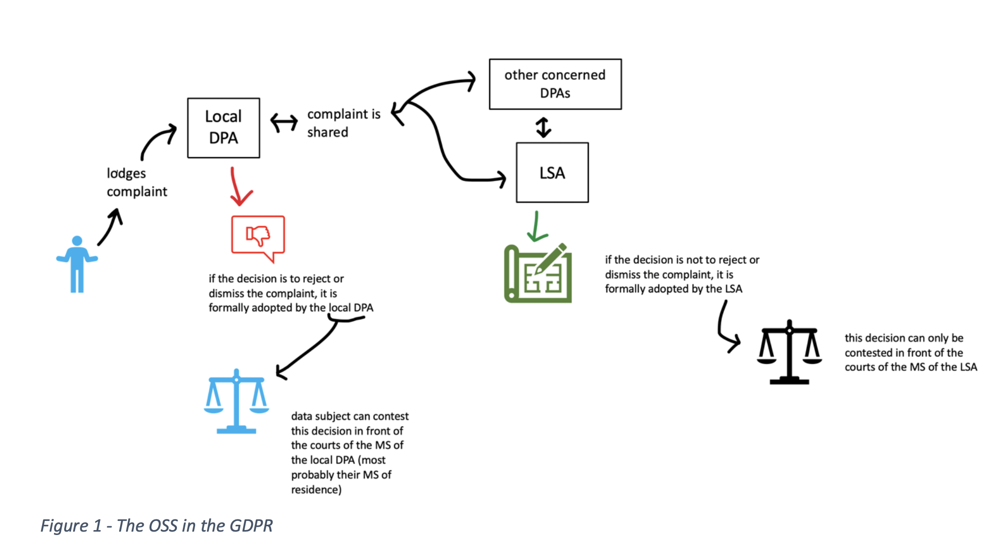 other concerned
DPAs
Local
DPA
complaint is
shared
LSA
lodges
complaint
if the decision is to reject or
dismiss the complaint, it is
formally adopted by the local DPA
if the decision is not to reject or
dismiss the complaint, it is
formally adopted by the LSA
this decision can only be
contested in front of the
courts of the MS of the LSA
data subject can contest
this decision in front of
the courts of the MS of
the local DPA (most
probably their MS of
residence)
Figure 1 - The OSS in the GDPR